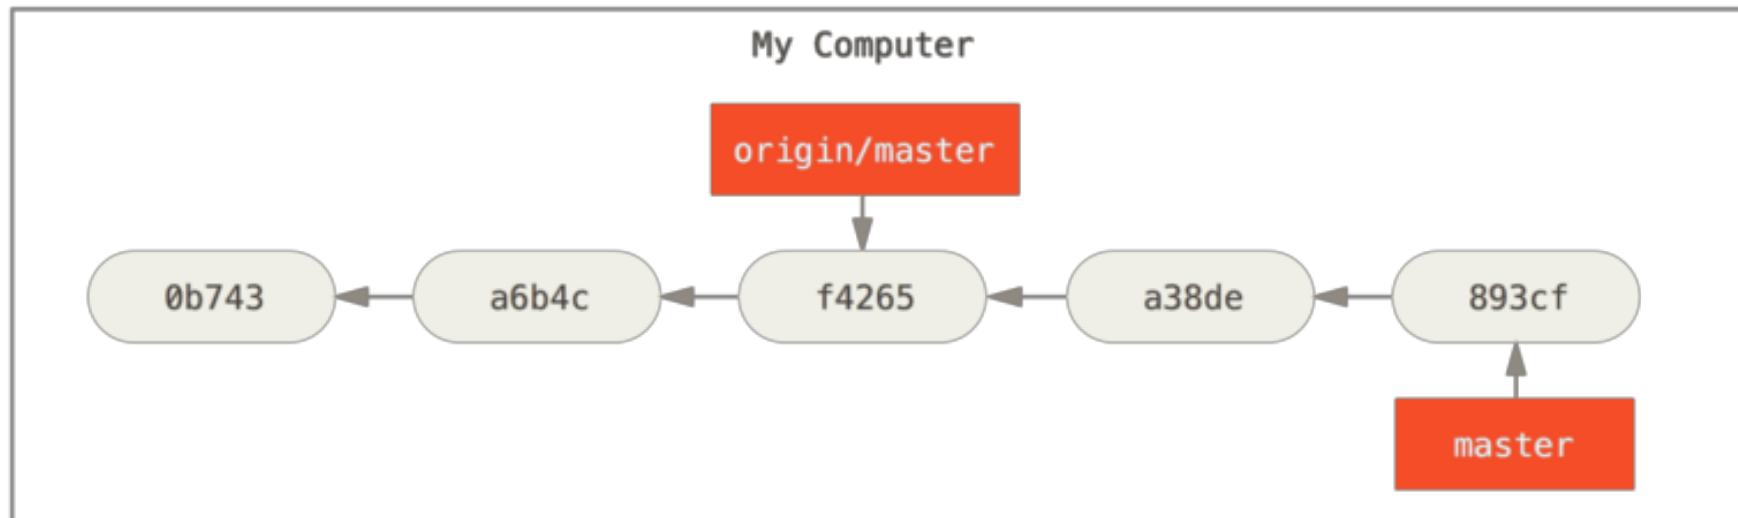 My Computer
origin/master
0b743
a6b4c
f4265
a38de
893cf
master